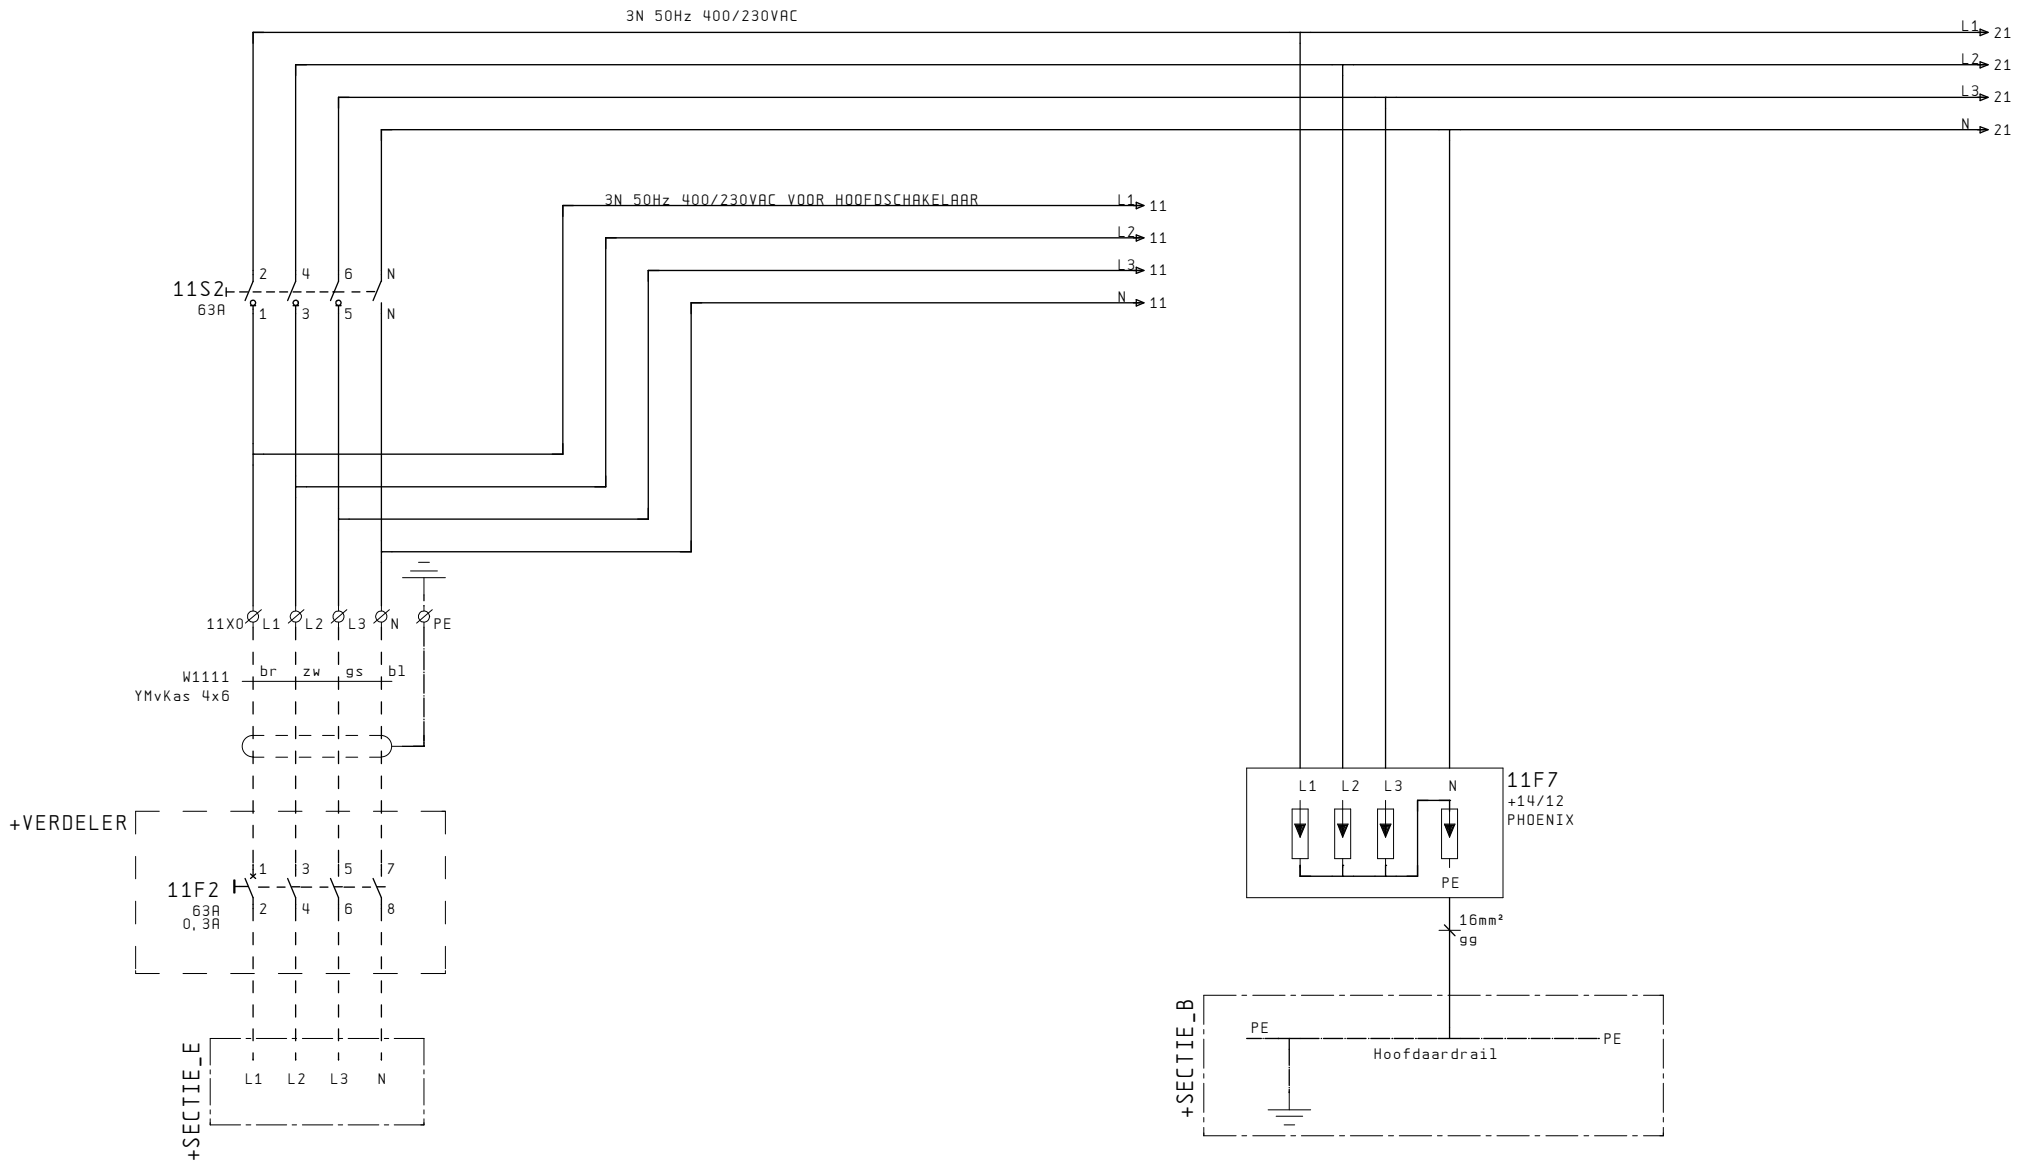 3N 50Hz 400/230VAC
L1 21
L2 21
L3 21
N 21
3N 50Hz 400/230VAC VOOR HOOFDSCHAKELAAR
L1 11
L2 11
L3 11
N 11
2 4 6 N
11S2
63A
1 3 5 N
11X0 L1 L2 L3 N PE
W1111 br zw gs bl
YMvKas 4x6
+VERDELER
1 3 5 7
11F2
63A
0,3A
2 4 6 8
+SECTIE_E
L1 L2 L3 N
L1 L2 L3 N
11F7
+14/12
PHOENIX
PE
16mm²
gg
+SECTIE_B
PE
PE
Hoofdaardrail